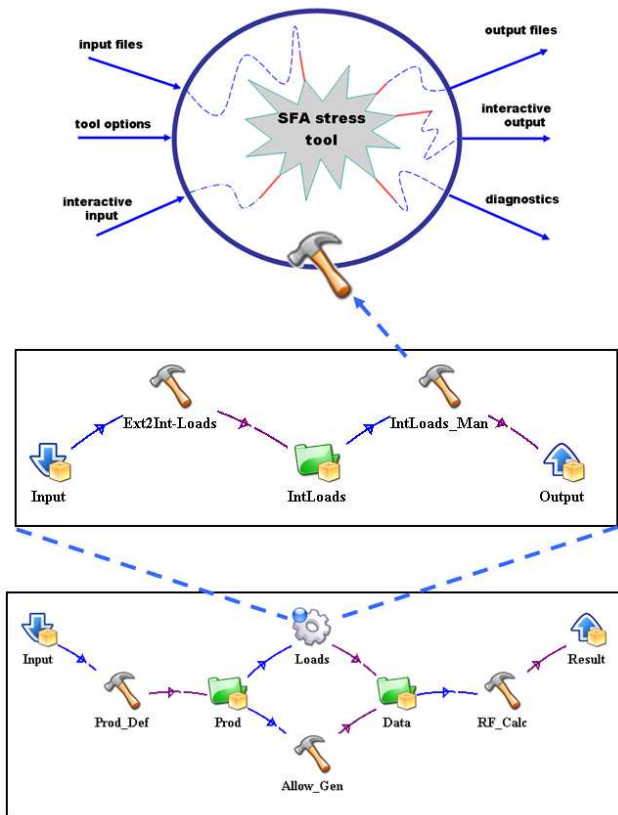 input files
output files
tool options
SFA stress
tool
interactive
output
interactive
input
diagnostics
Ext2Int-Loads
IntLoads_Man
Input
IntLoads
Output
Input
Loads
Result
Prod_Def
Prod
Data
RF_Calc
Allow_Gen